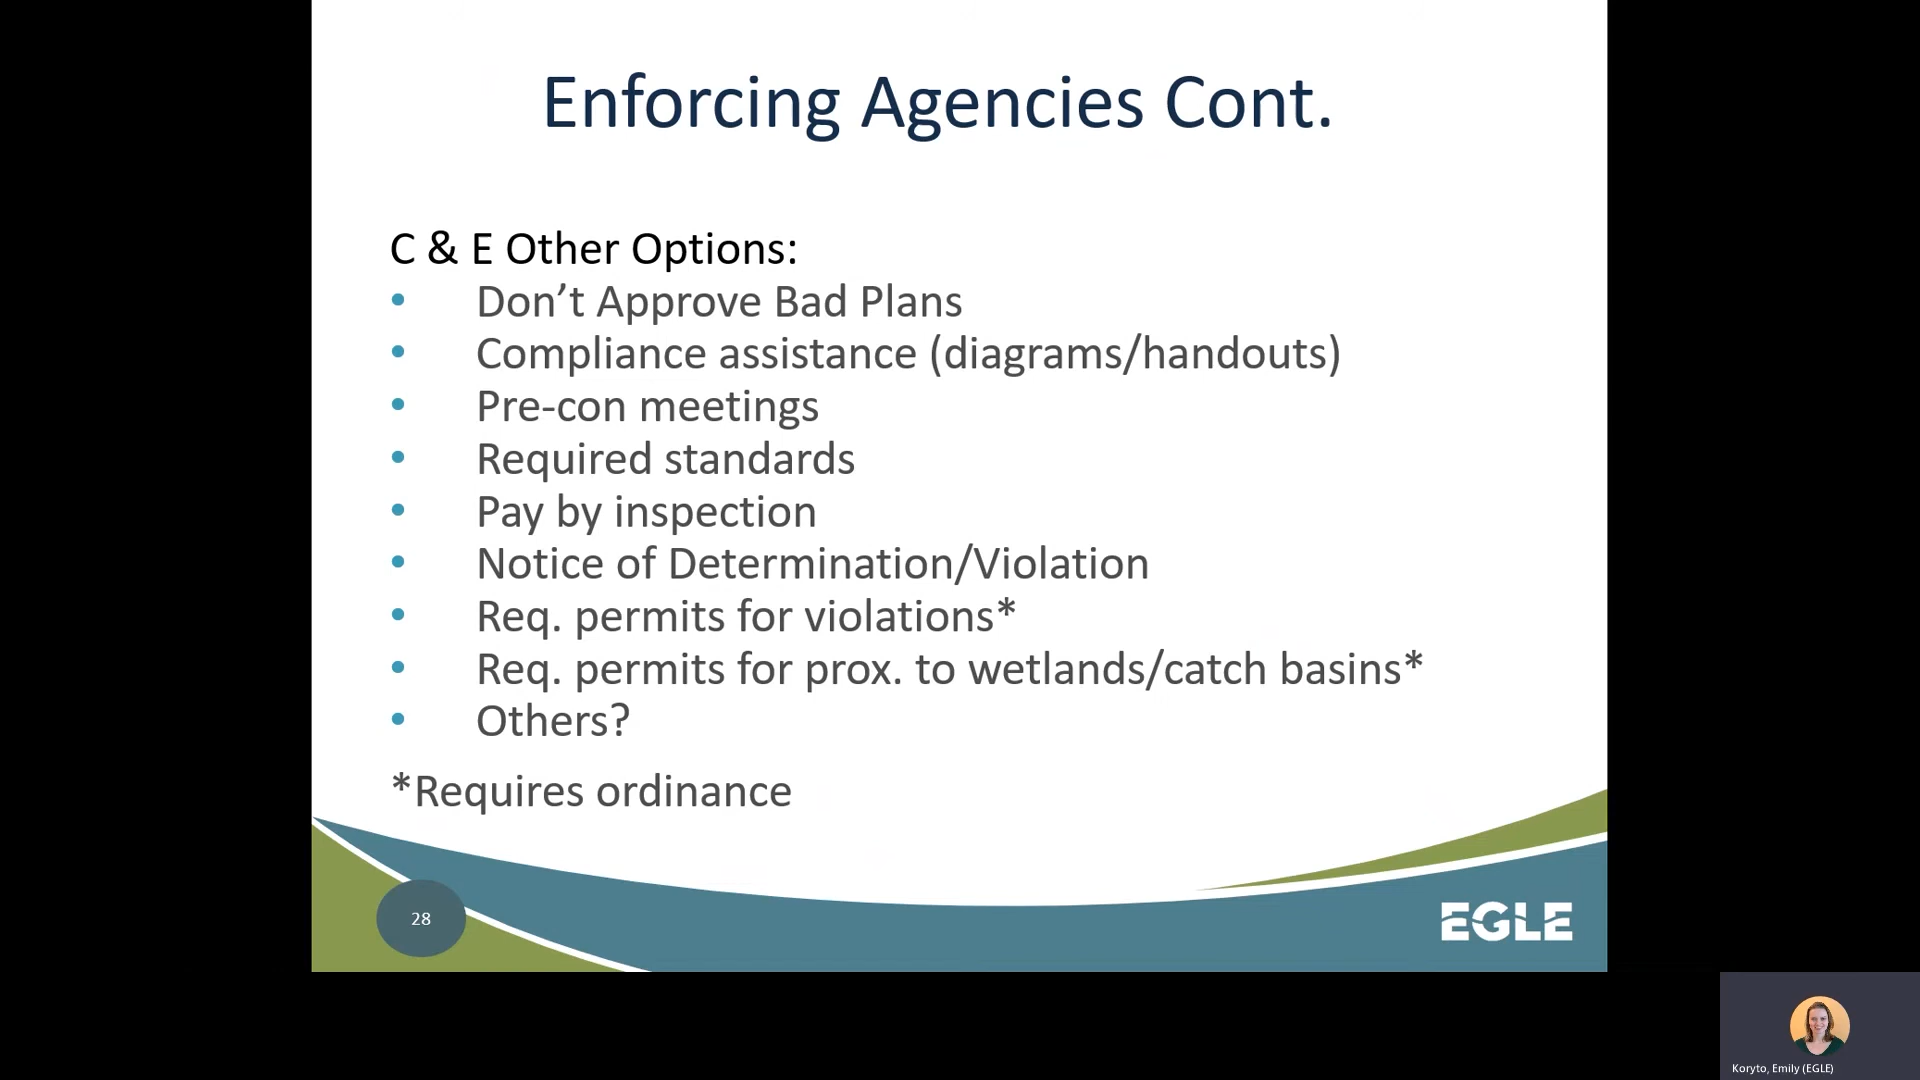 Enforcing Agencies Cont.
C & E Other Options:
• Don’t Approve Bad Plans
• Compliance assistance (diagrams/handouts)
• Pre-con meetings
• Required standards
• Pay by inspection
• Notice of Determination/Violation
• Req. permits for violations*
• Req. permits for prox. to wetlands/catch basins*
• Others?
*Requires ordinance
28
EGLE
Koryto, Emily (EGLE)